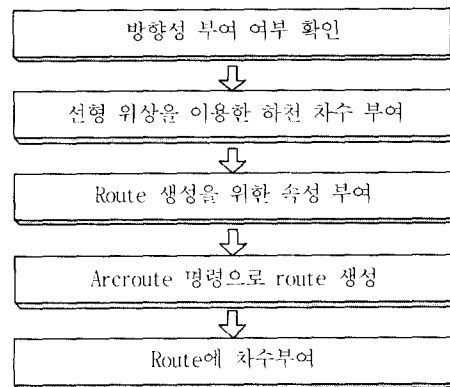 방향성 부여 여부 확인
선형 위상을 이용한 하천 차수 부여
Route 생성을 위한 속성 부여
Arcroute 명령으로 route 생성
Route에 차수부여